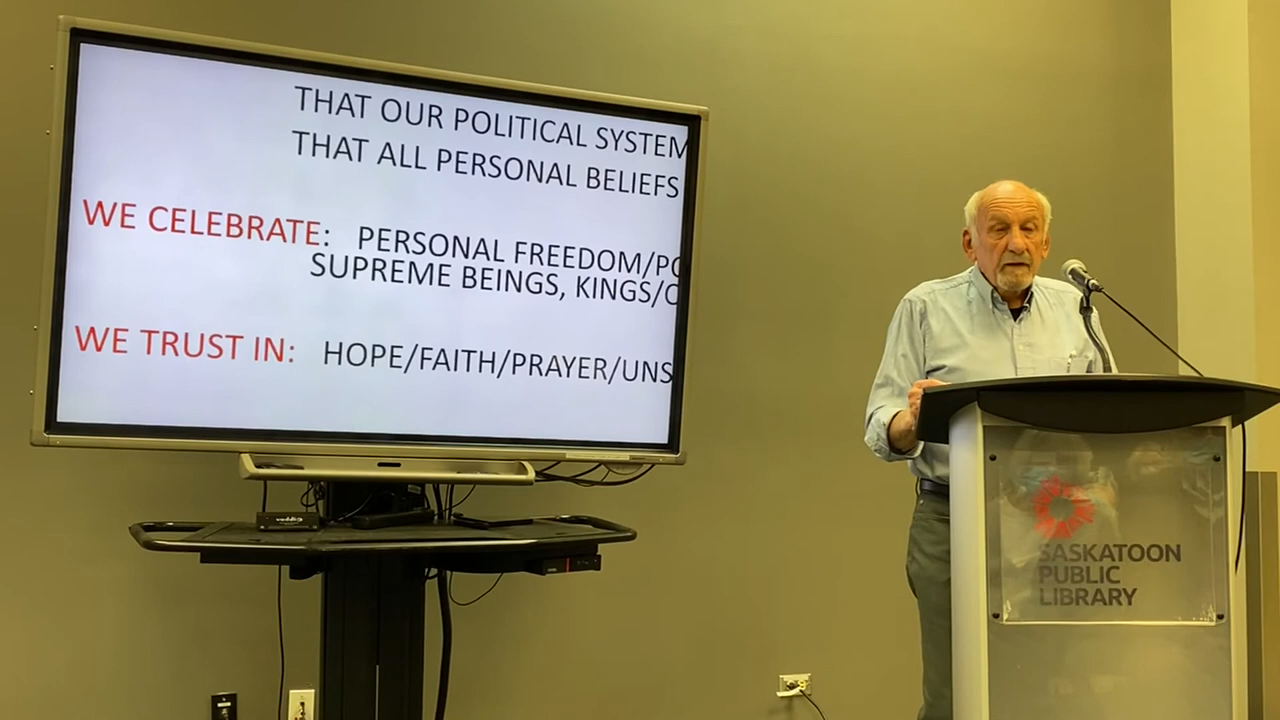 THAT OUR POLITICAL SYSTEM
THAT ALL PERSONAL BELIEFS
WE CELEBRATE: PERSONAL FREEDOM/PO
SUPREME BEINGS, KINGS/C
WE TRUST IN: HOPE/FAITH/PRAYER/UNS
SASKATOON
PUBLIC
LIBRARY